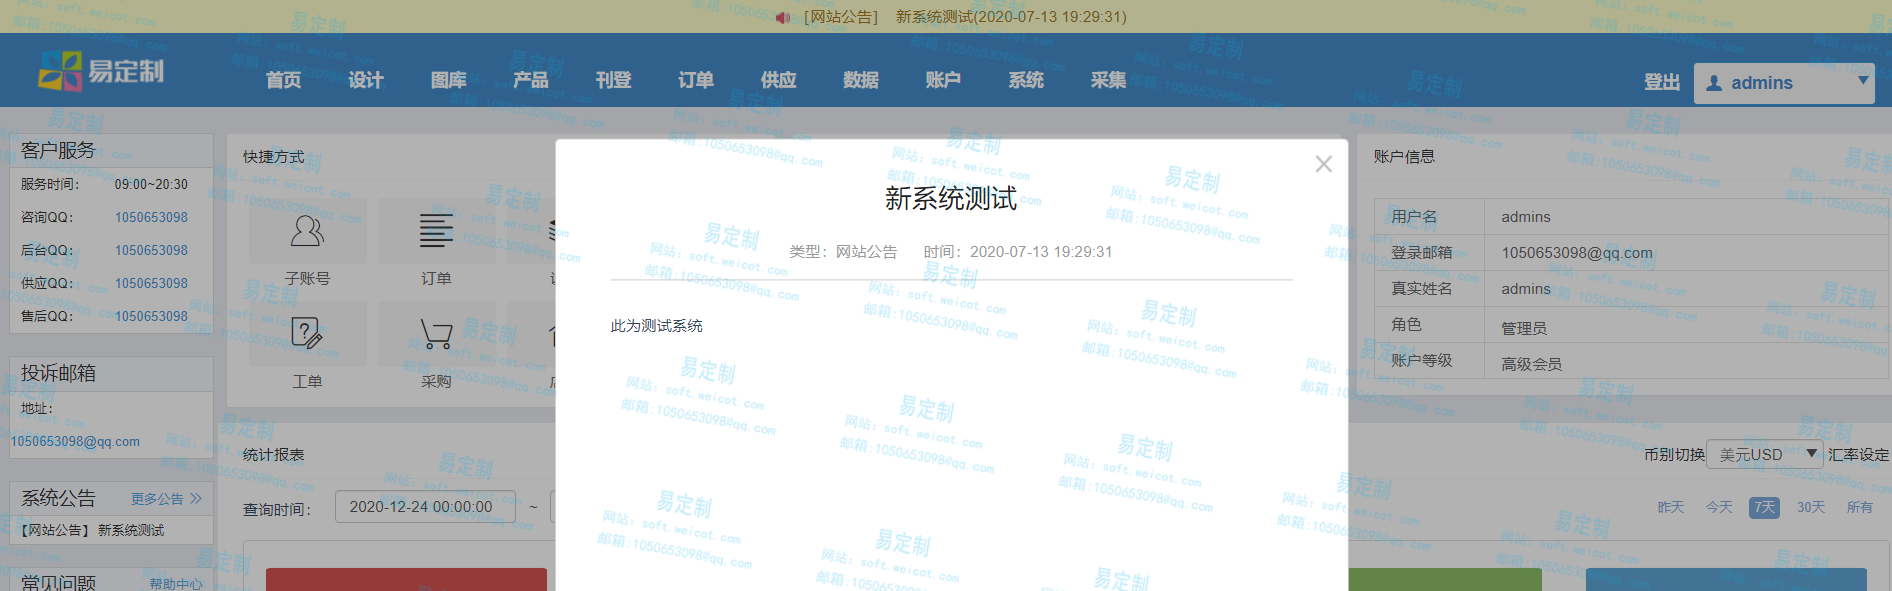 [网站公告] 新系统测试(2020-07-13 19:29:31)
易定制
首页 设计 图库 产品 刊登 订单 供应 数据 账户 系统 采集
登出 admins
客户服务
服务时间： 09:00~20:30
咨询QQ： 1050653098
后台QQ： 1050653098
供应QQ： 1050653098
售后QQ： 1050653098
投诉邮箱
地址：
1050653098@qq.com
系统公告 更多公告
【网站公告】新系统测试
常见问题 帮助中心
快捷方式
子账号 订单
工单 采购
统计报表
查询时间： 2020-12-24 00:00:00 ~
新系统测试
类型：网站公告 时间：2020-07-13 19:29:31
此为测试系统
账户信息
用户名 admins
登录邮箱 1050653098@qq.com
真实姓名 admins
角色 管理员
账户等级 高级会员
币别切换 美元USD 汇率设定
昨天 今天 7天 30天 所有
易定制
网站：soft.weicot.com
邮箱:1050653098@qq.com